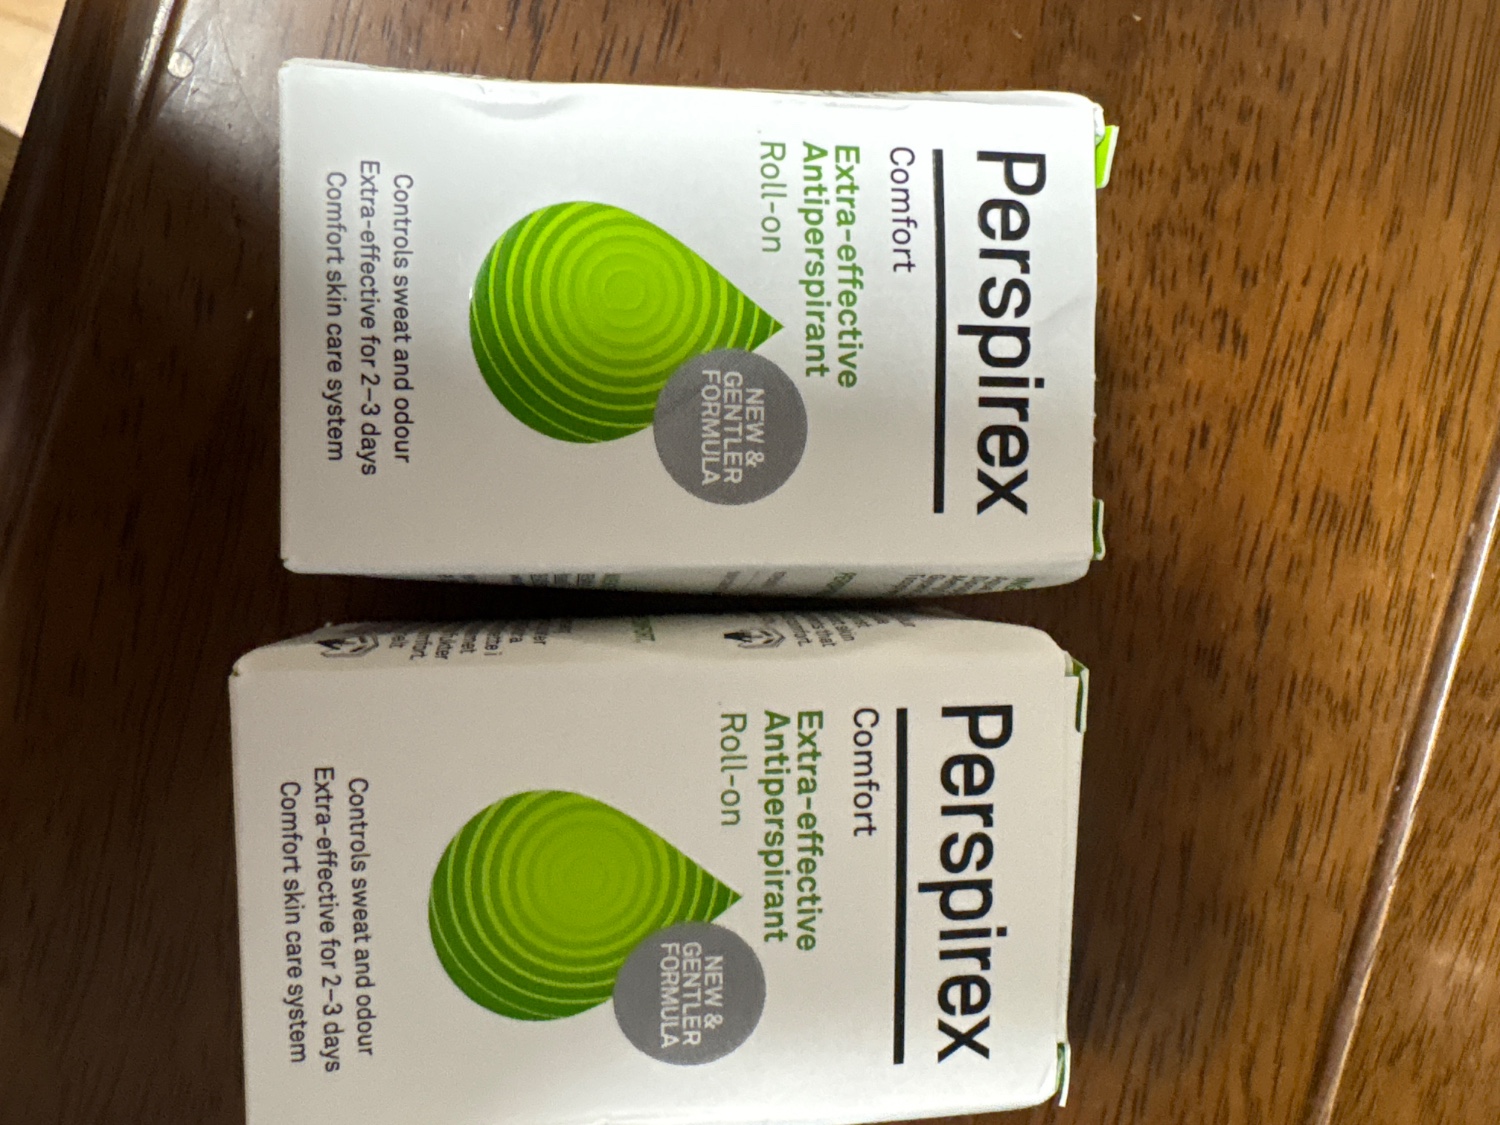 Perspirex
Comfort
Extra-effective
Antiperspirant
Roll-on
NEW &
GENTLER
FORMULA
Controls sweat and odour
Extra-effective for 2–3 days
Comfort skin care system
Perspirex
Comfort
Extra-effective
Antiperspirant
Roll-on
NEW &
GENTLER
FORMULA
Controls sweat and odour
Extra-effective for 2–3 days
Comfort skin care system